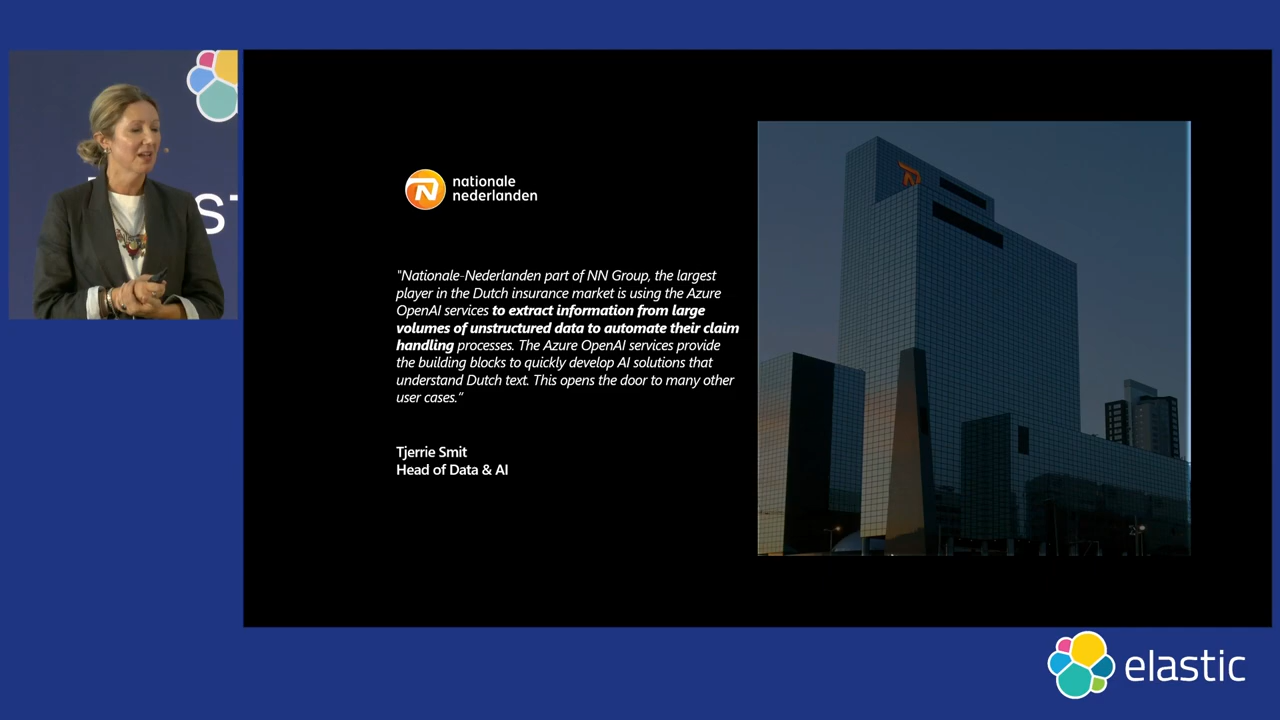 st
nationale
nederlanden
"Nationale-Nederlanden part of NN Group, the largest
player in the Dutch insurance market is using the Azure
OpenAI services to extract information from large
volumes of unstructured data to automate their claim
handling processes. The Azure OpenAI services provide
the building blocks to quickly develop AI solutions that
understand Dutch text. This opens the door to many other
user cases.”
Tjerrie Smit
Head of Data & AI
elastic